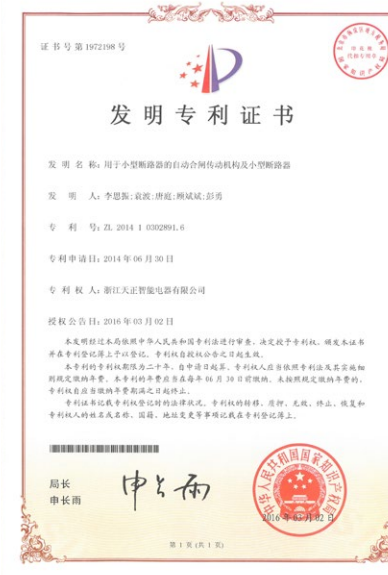 证书号第1972198号
发明专利证书
发 明 名 称：用于小型断路器的自动合闸传动机构及小型断路器
发 明 人：李思振;袁波;唐庭;顾斌斌;彭勇
专 利 号：ZL 2014 1 0302891.6
专利申请日：2014年06月30日
专 利 权 人：浙江天正智能电器有限公司
授权公告日：2016年03月02日
本发明经过本局依照中华人民共和国专利法进行审查，决定授予专利权，颁发本证书
并在专利登记簿上予以登记。专利权自授权公告之日起生效。
本专利的专利权期限为二十年，自申请日起算。专利权人应当依照专利法及其实施细
则规定缴纳年费。本专利的年费应当在每年06月30日前缴纳。未按照规定缴纳年费的，
专利权自应当缴纳年费期满之日起终止。
专利证书记载专利权登记时的法律状况。专利权的转移、质押、无效、终止、恢复和
专利权人的姓名或名称、国籍、地址变更等事项记载在专利登记簿上。
局长
申长雨
申长雨
中华人民共和国国家知识产权局
2016年03月02日
第 1 页 (共 1 页)